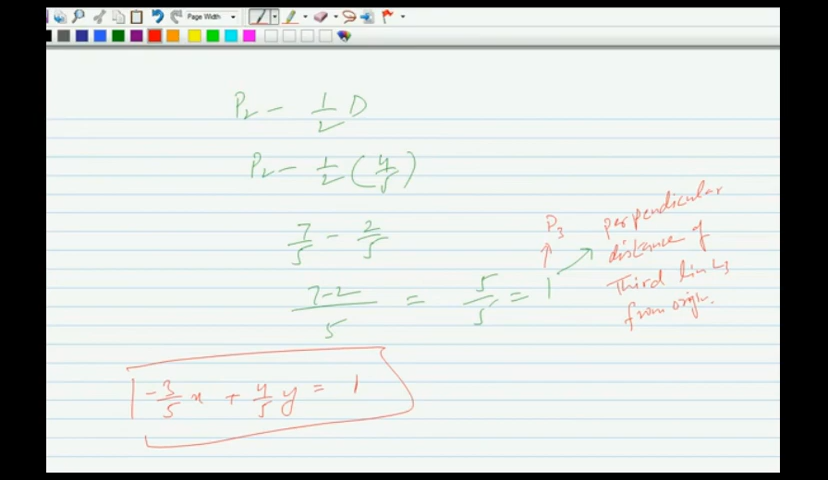 Page Width
P₂ - 1/2 D
P₂ - 1/2 (4/5)
7/5 - 2/5
7-2/5 = 5/5 = 1
P₃
perpendicular
distance of
Third lines
from origin.
-3/5 x + 4/5 y = 1